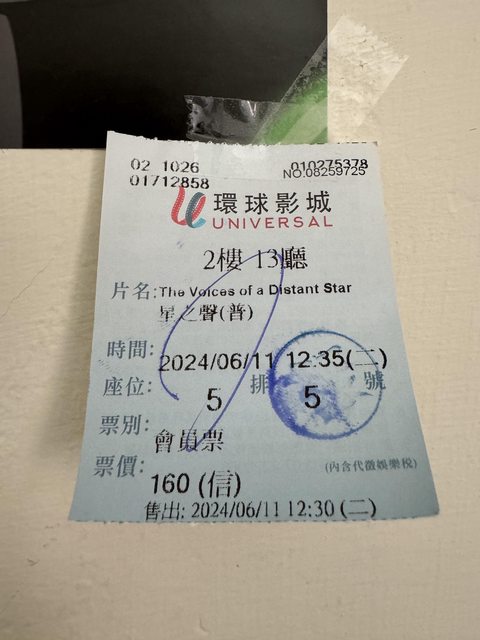 02 1026 010275378
01712858 NO.08259725
環球影城
UNIVERSAL
2樓 13廳
片名:The Voices of a Distant Star
星之聲(普)
時間: 2024/06/11 12:35(二)
座位: 5 排 5 號
票別: 會員票
票價: 160 (信) (內含代徵娛樂稅)
售出: 2024/06/11 12:30 (二)